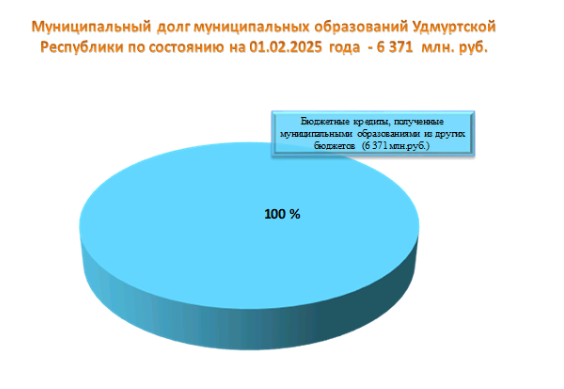 Муниципальный долг муниципальных образований Удмуртской
Республики по состоянию на 01.02.2025 года - 6 371 млн. руб.
Бюджетные кредиты, полученные
муниципальными образованиями из других
бюджетов (6 371 млн.руб.)
100 %